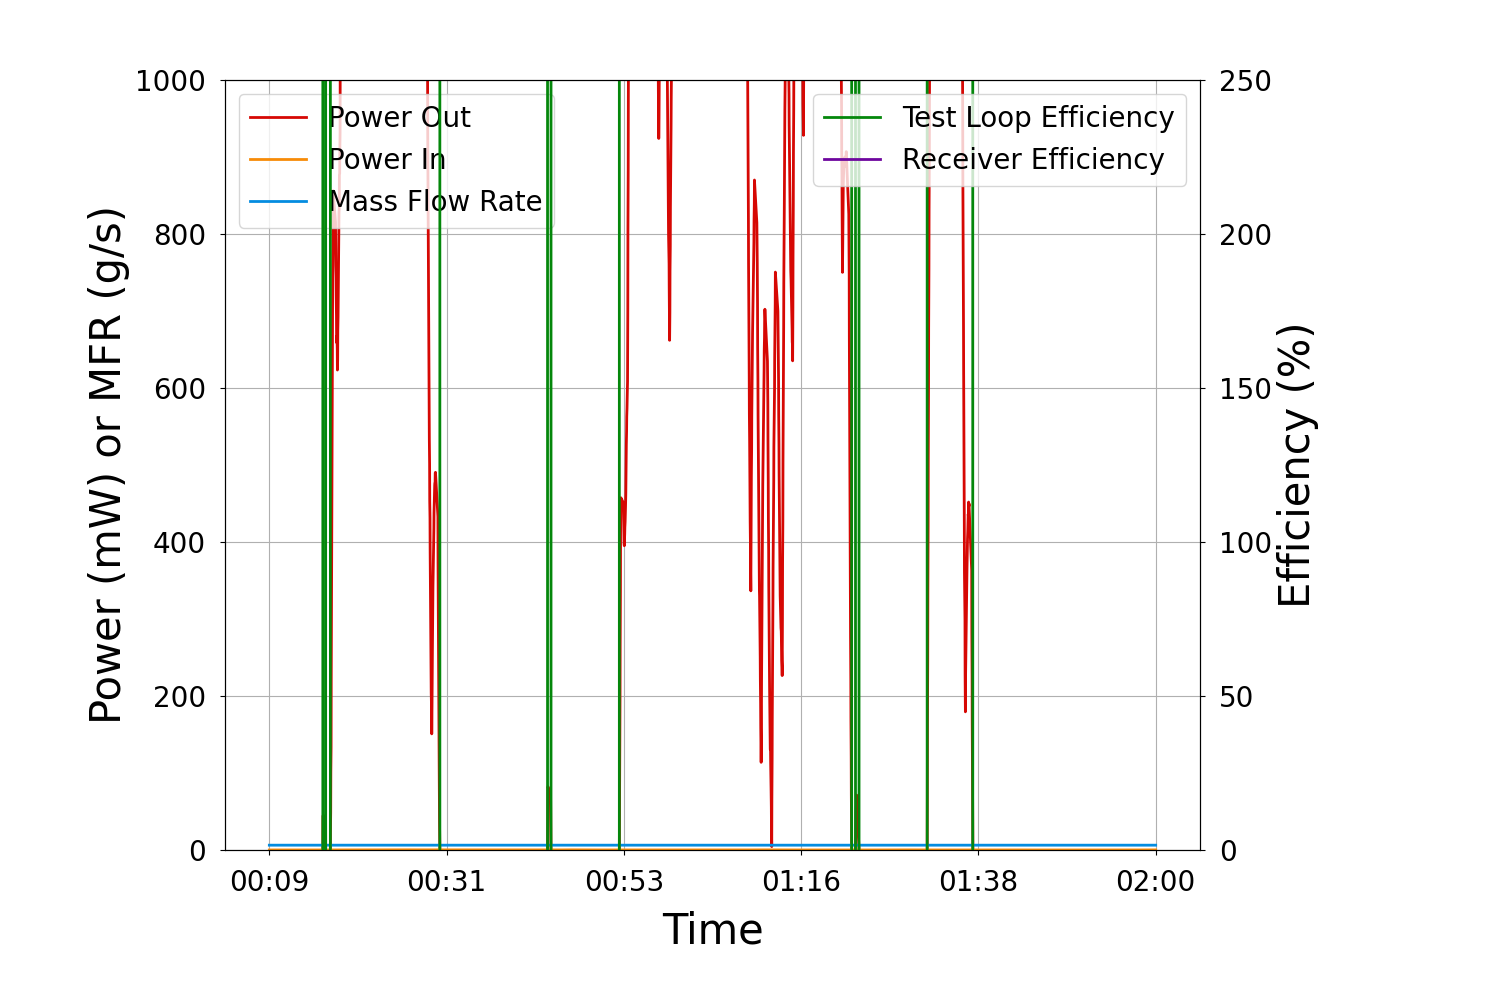 1000
800
600
400
200
0
Power (mW) or MFR (g/s)
Power Out
Power In
Mass Flow Rate
Test Loop Efficiency
Receiver Efficiency
250
200
150
100
50
0
Efficiency (%)
00:09 00:31 00:53 01:16 01:38 02:00
Time